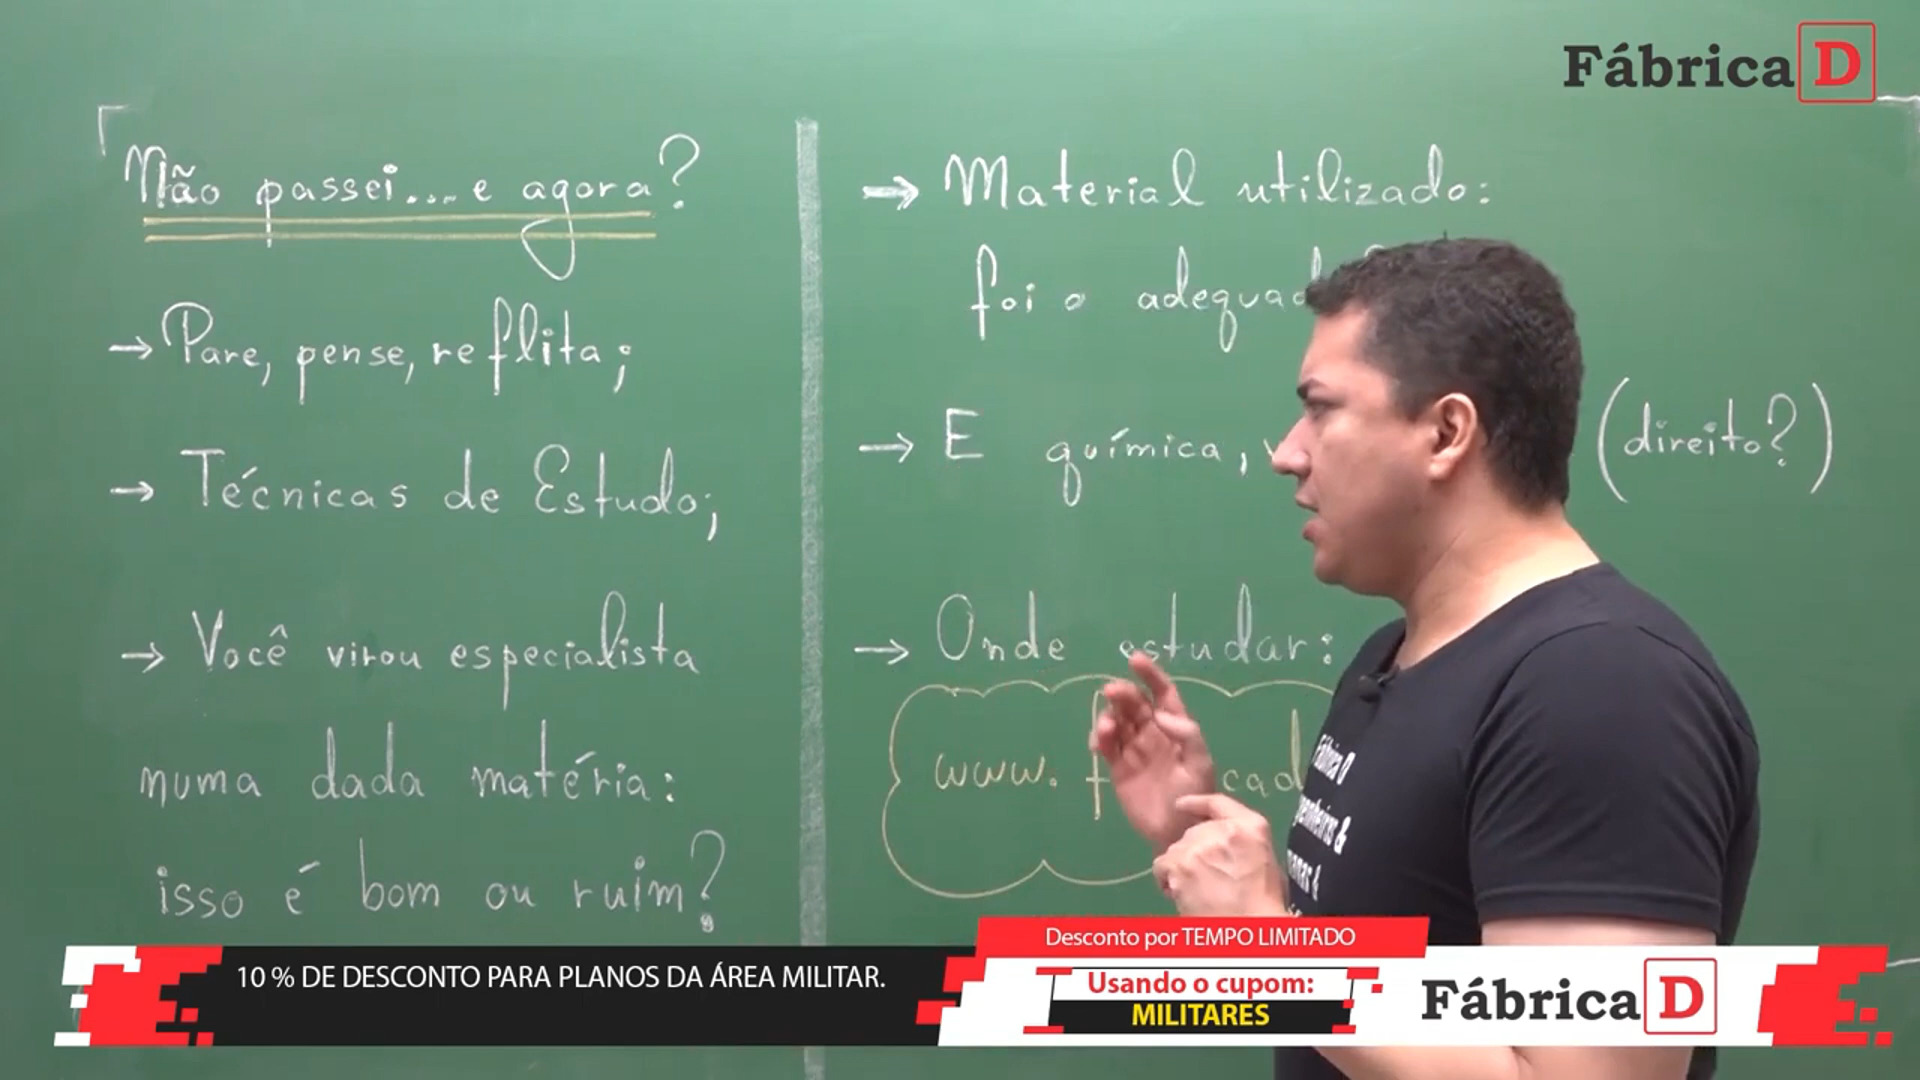 Fábrica D
Não passei... e agora?
→ Pare, pense, reflita;
→ Técnicas de Estudo;
→ Você virou especialista
numa dada matéria:
isso é bom ou ruim?
→ Material utilizado:
foi o
→ E química, (direito?)
→ Onde estudar:
www.
Fábrica D
10 % DE DESCONTO PARA PLANOS DA ÁREA MILITAR.
Desconto por TEMPO LIMITADO
Usando o cupom:
MILITARES
Fábrica D